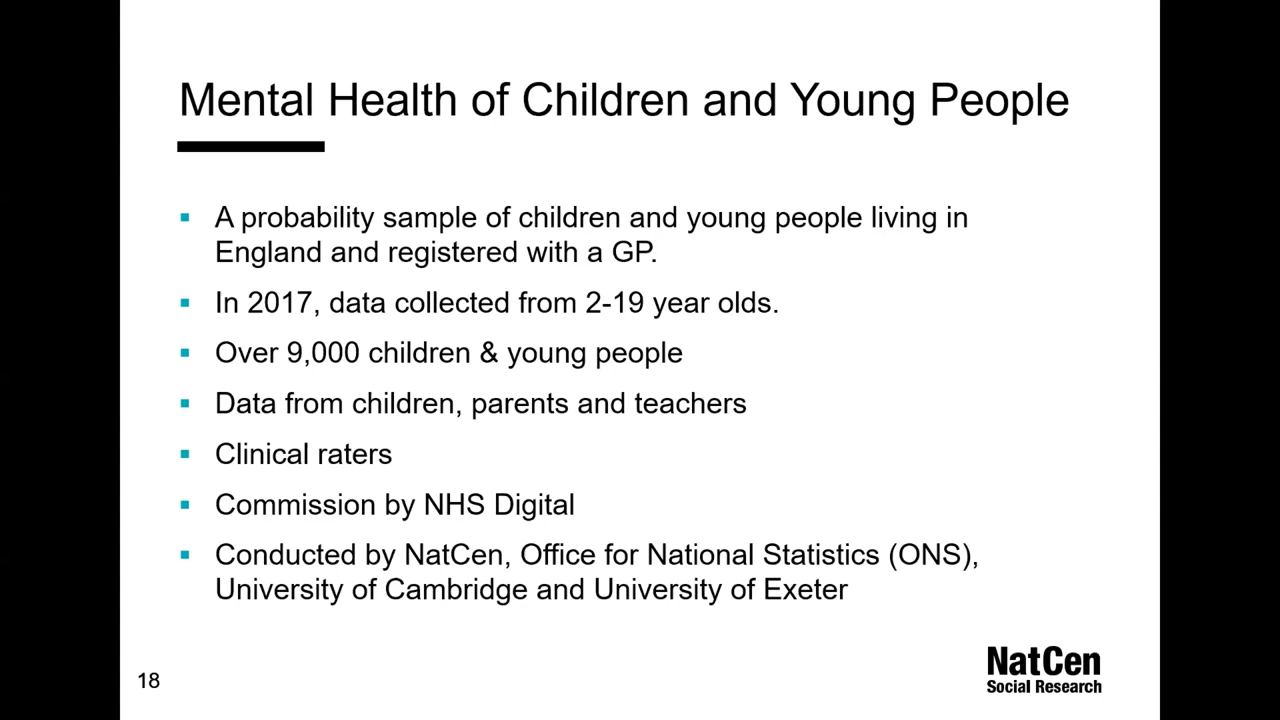 Mental Health of Children and Young People
A probability sample of children and young people living in
England and registered with a GP.
In 2017, data collected from 2-19 year olds.
Over 9,000 children & young people
Data from children, parents and teachers
Clinical raters
Commission by NHS Digital
Conducted by NatCen, Office for National Statistics (ONS),
University of Cambridge and University of Exeter
18
NatCen
Social Research